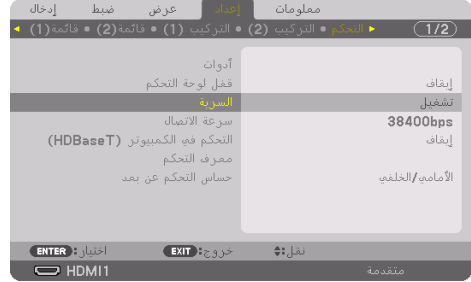 إدخال ضبط عرض إعداد معلومات
قائمة(1) • قائمة(2) • التركيب (1) • التركيب (2) • التحكم 1/2
أدوات
قفل لوحة التحكم إيقاف
السرية تشغيل
سرعة الاتصال 38400bps
التحكم في الكمبيوتر (HDBaseT) إيقاف
معرف التحكم
حساس التحكم عن بعد الأمامي/الخلفي
ENTER: اختيار EXIT: خروج نقل:
HDMI1 متقدمة